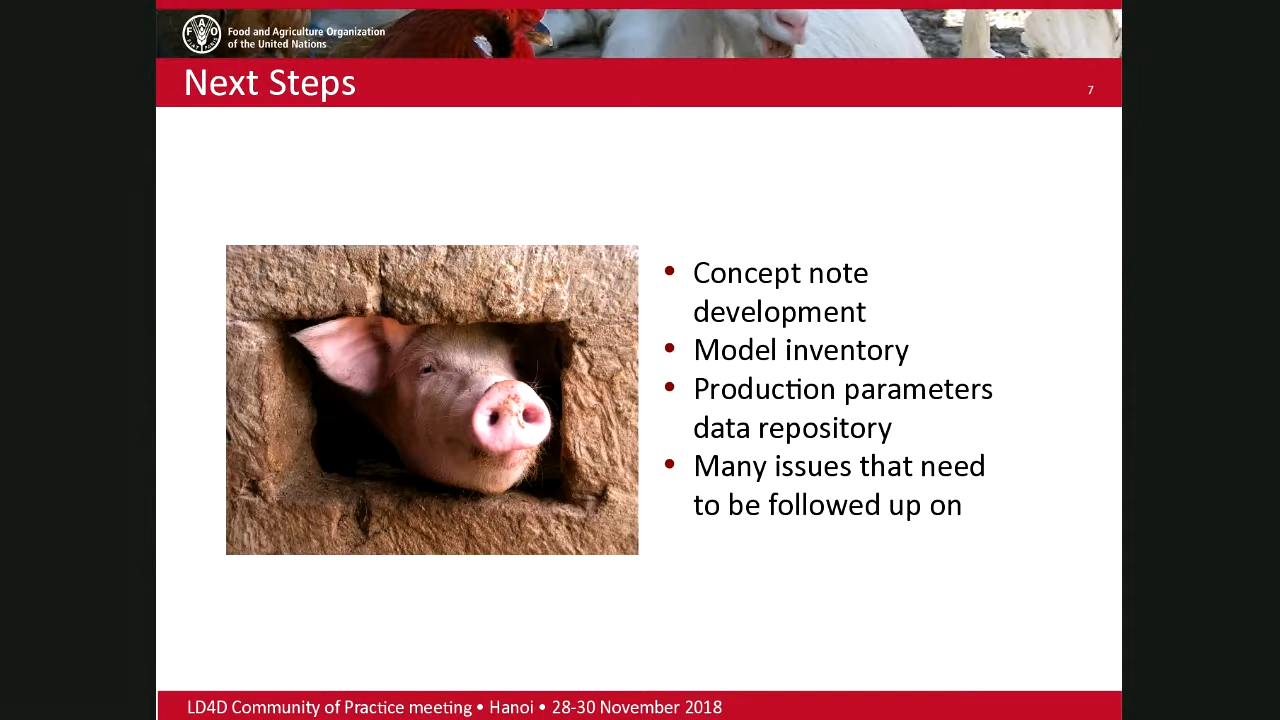 Food and Agriculture Organization
of the United Nations
Next Steps
7
• Concept note
development
• Model inventory
• Production parameters
data repository
• Many issues that need
to be followed up on
LD4D Community of Practice meeting • Hanoi • 28-30 November 2018